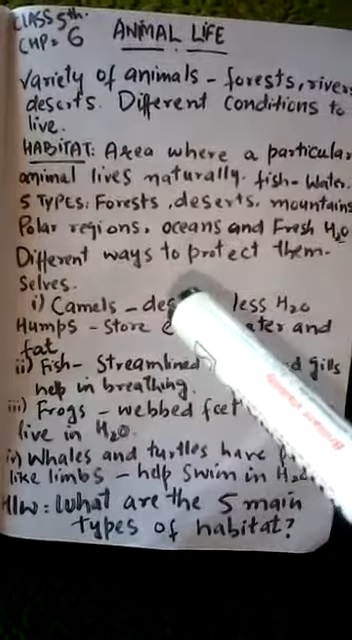 CLASS 5th.
CHP = 6
ANIMAL LIFE
Variety of animals - forests, rivers
deserts. Different conditions to
live.
HABITAT: Area where a particular
animal lives naturally. fish - Water.
5 TYPES: Forests, deserts, mountains
Polar regions, oceans and Fresh H2O
Different ways to protect them-
selves.
i) Camels - des less H2O
Humps - Store and
fat
ii) Fish - Streamlined gills
help in breathing.
iii) Frogs - webbed feet
live in H2O.
iv) Whales and turtles have
like limbs - help swim in H2O.
H/W: What are the 5 main
types of habitat?